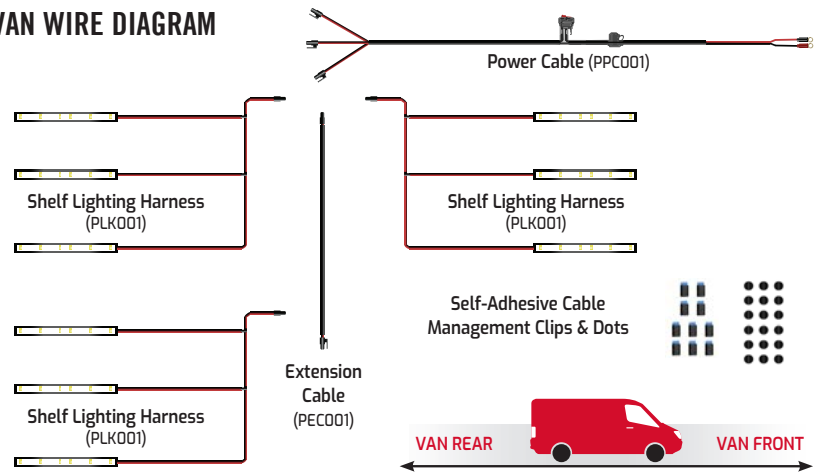 VAN WIRE DIAGRAM
Power Cable (PPC001)
Shelf Lighting Harness
(PLK001)
Shelf Lighting Harness
(PLK001)
Self-Adhesive Cable
Management Clips & Dots
Extension
Cable
(PEC001)
Shelf Lighting Harness
(PLK001)
VAN REAR
VAN FRONT